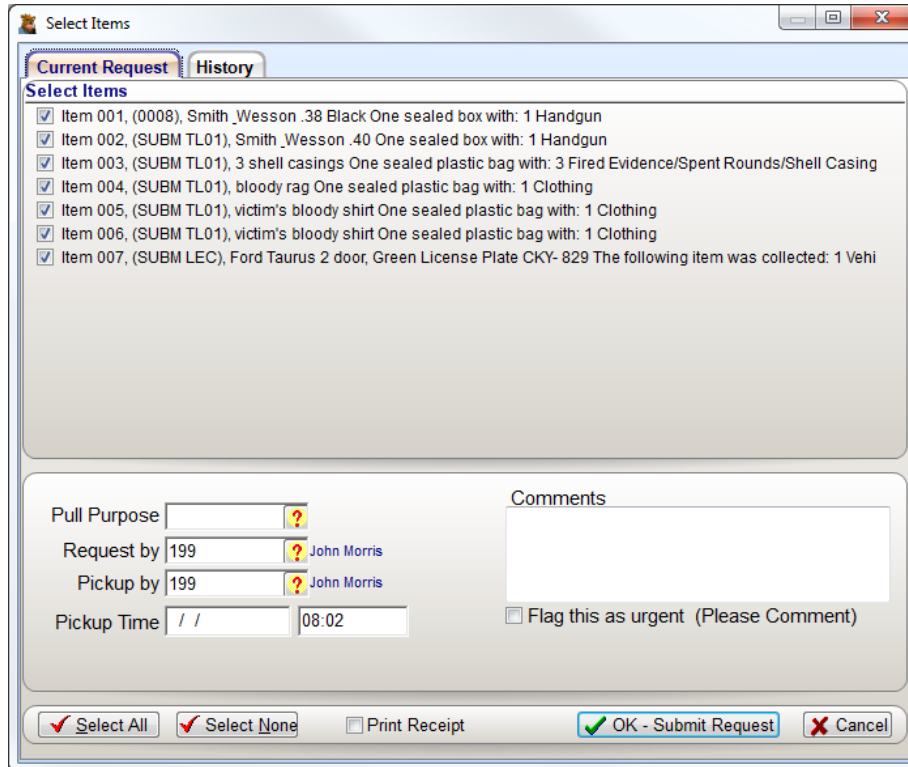 Select Items
Current Request History
Select Items
Item 001, (0008), Smith _Wesson .38 Black One sealed box with: 1 Handgun
Item 002, (SUBM TL01), Smith _Wesson .40 One sealed box with: 1 Handgun
Item 003, (SUBM TL01), 3 shell casings One sealed plastic bag with: 3 Fired Evidence/Spent Rounds/Shell Casing
Item 004, (SUBM TL01), bloody rag One sealed plastic bag with: 1 Clothing
Item 005, (SUBM TL01), victim's bloody shirt One sealed plastic bag with: 1 Clothing
Item 006, (SUBM TL01), victim's bloody shirt One sealed plastic bag with: 1 Clothing
Item 007, (SUBM LEC), Ford Taurus 2 door, Green License Plate CKY- 829 The following item was collected: 1 Vehi
Comments
Pull Purpose ?
Request by 199 ? John Morris
Pickup by 199 ? John Morris
Pickup Time / / 08:02
Flag this as urgent (Please Comment)
Select All Select None Print Receipt OK - Submit Request Cancel